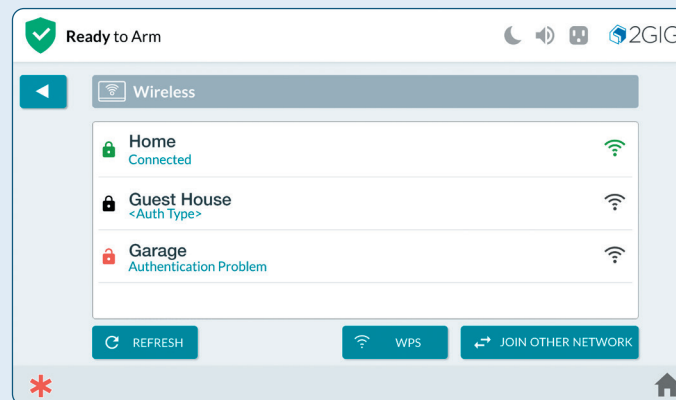 Ready to Arm
2GIG
Wireless
Home
Connected
Guest House
<Auth Type>
Garage
Authentication Problem
REFRESH
WPS
JOIN OTHER NETWORK